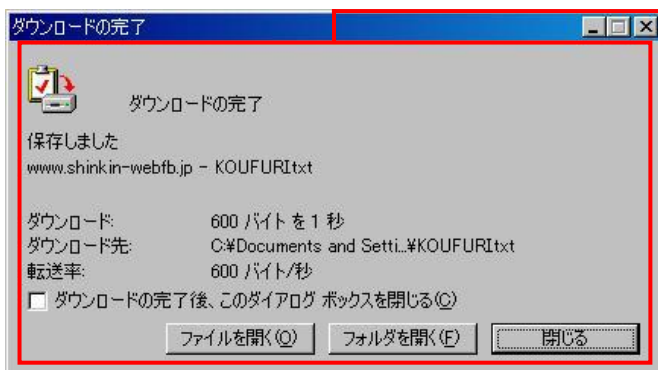 ダウンロードの完了
ダウンロードの完了
保存しました
www.shinkin-webfb.jp － KOUFURItxt
ダウンロード: 600 バイト を 1 秒
ダウンロード先: C:¥Documents and Setti...¥KOUFURItxt
転送率: 600 バイト/秒
ダウンロードの完了後、このダイアログ ボックスを閉じる(C)
ファイルを開く(O) フォルダを開く(F) 閉じる